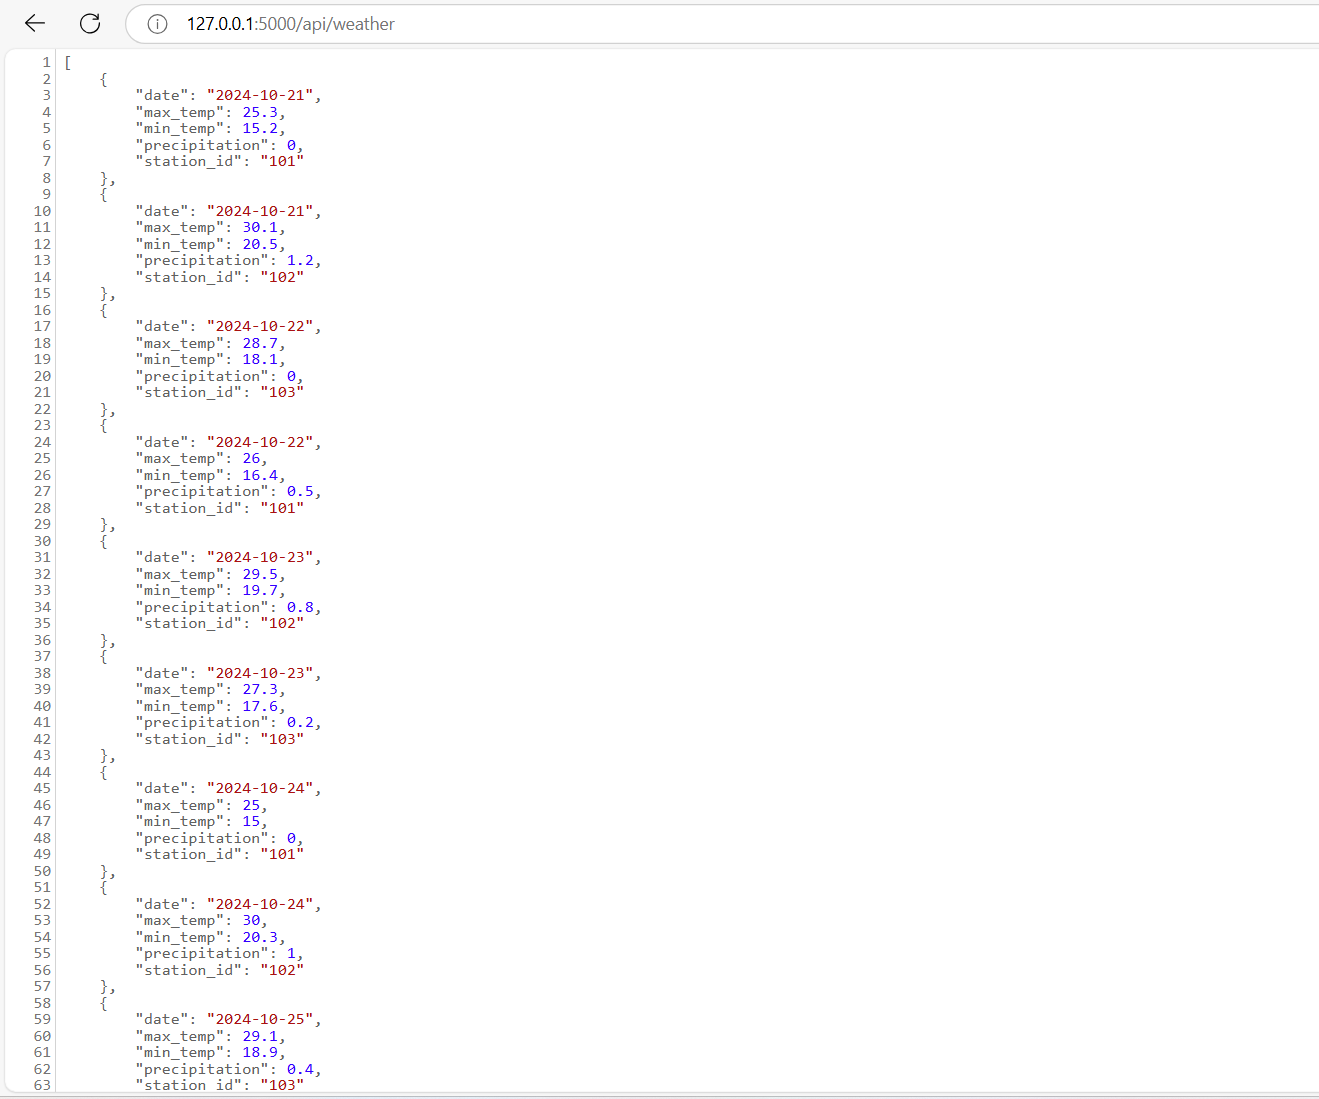 127.0.0.1:5000/api/weather
1 [
2     {
3         "date": "2024-10-21",
4         "max_temp": 25.3,
5         "min_temp": 15.2,
6         "precipitation": 0,
7         "station_id": "101"
8     },
9     {
10         "date": "2024-10-21",
11         "max_temp": 30.1,
12         "min_temp": 20.5,
13         "precipitation": 1.2,
14         "station_id": "102"
15     },
16     {
17         "date": "2024-10-22",
18         "max_temp": 28.7,
19         "min_temp": 18.1,
20         "precipitation": 0,
21         "station_id": "103"
22     },
23     {
24         "date": "2024-10-22",
25         "max_temp": 26,
26         "min_temp": 16.4,
27         "precipitation": 0.5,
28         "station_id": "101"
29     },
30     {
31         "date": "2024-10-23",
32         "max_temp": 29.5,
33         "min_temp": 19.7,
34         "precipitation": 0.8,
35         "station_id": "102"
36     },
37     {
38         "date": "2024-10-23",
39         "max_temp": 27.3,
40         "min_temp": 17.6,
41         "precipitation": 0.2,
42         "station_id": "103"
43     },
44     {
45         "date": "2024-10-24",
46         "max_temp": 25,
47         "min_temp": 15,
48         "precipitation": 0,
49         "station_id": "101"
50     },
51     {
52         "date": "2024-10-24",
53         "max_temp": 30,
54         "min_temp": 20.3,
55         "precipitation": 1,
56         "station_id": "102"
57     },
58     {
59         "date": "2024-10-25",
60         "max_temp": 29.1,
61         "min_temp": 18.9,
62         "precipitation": 0.4,
63         "station_id": "103"